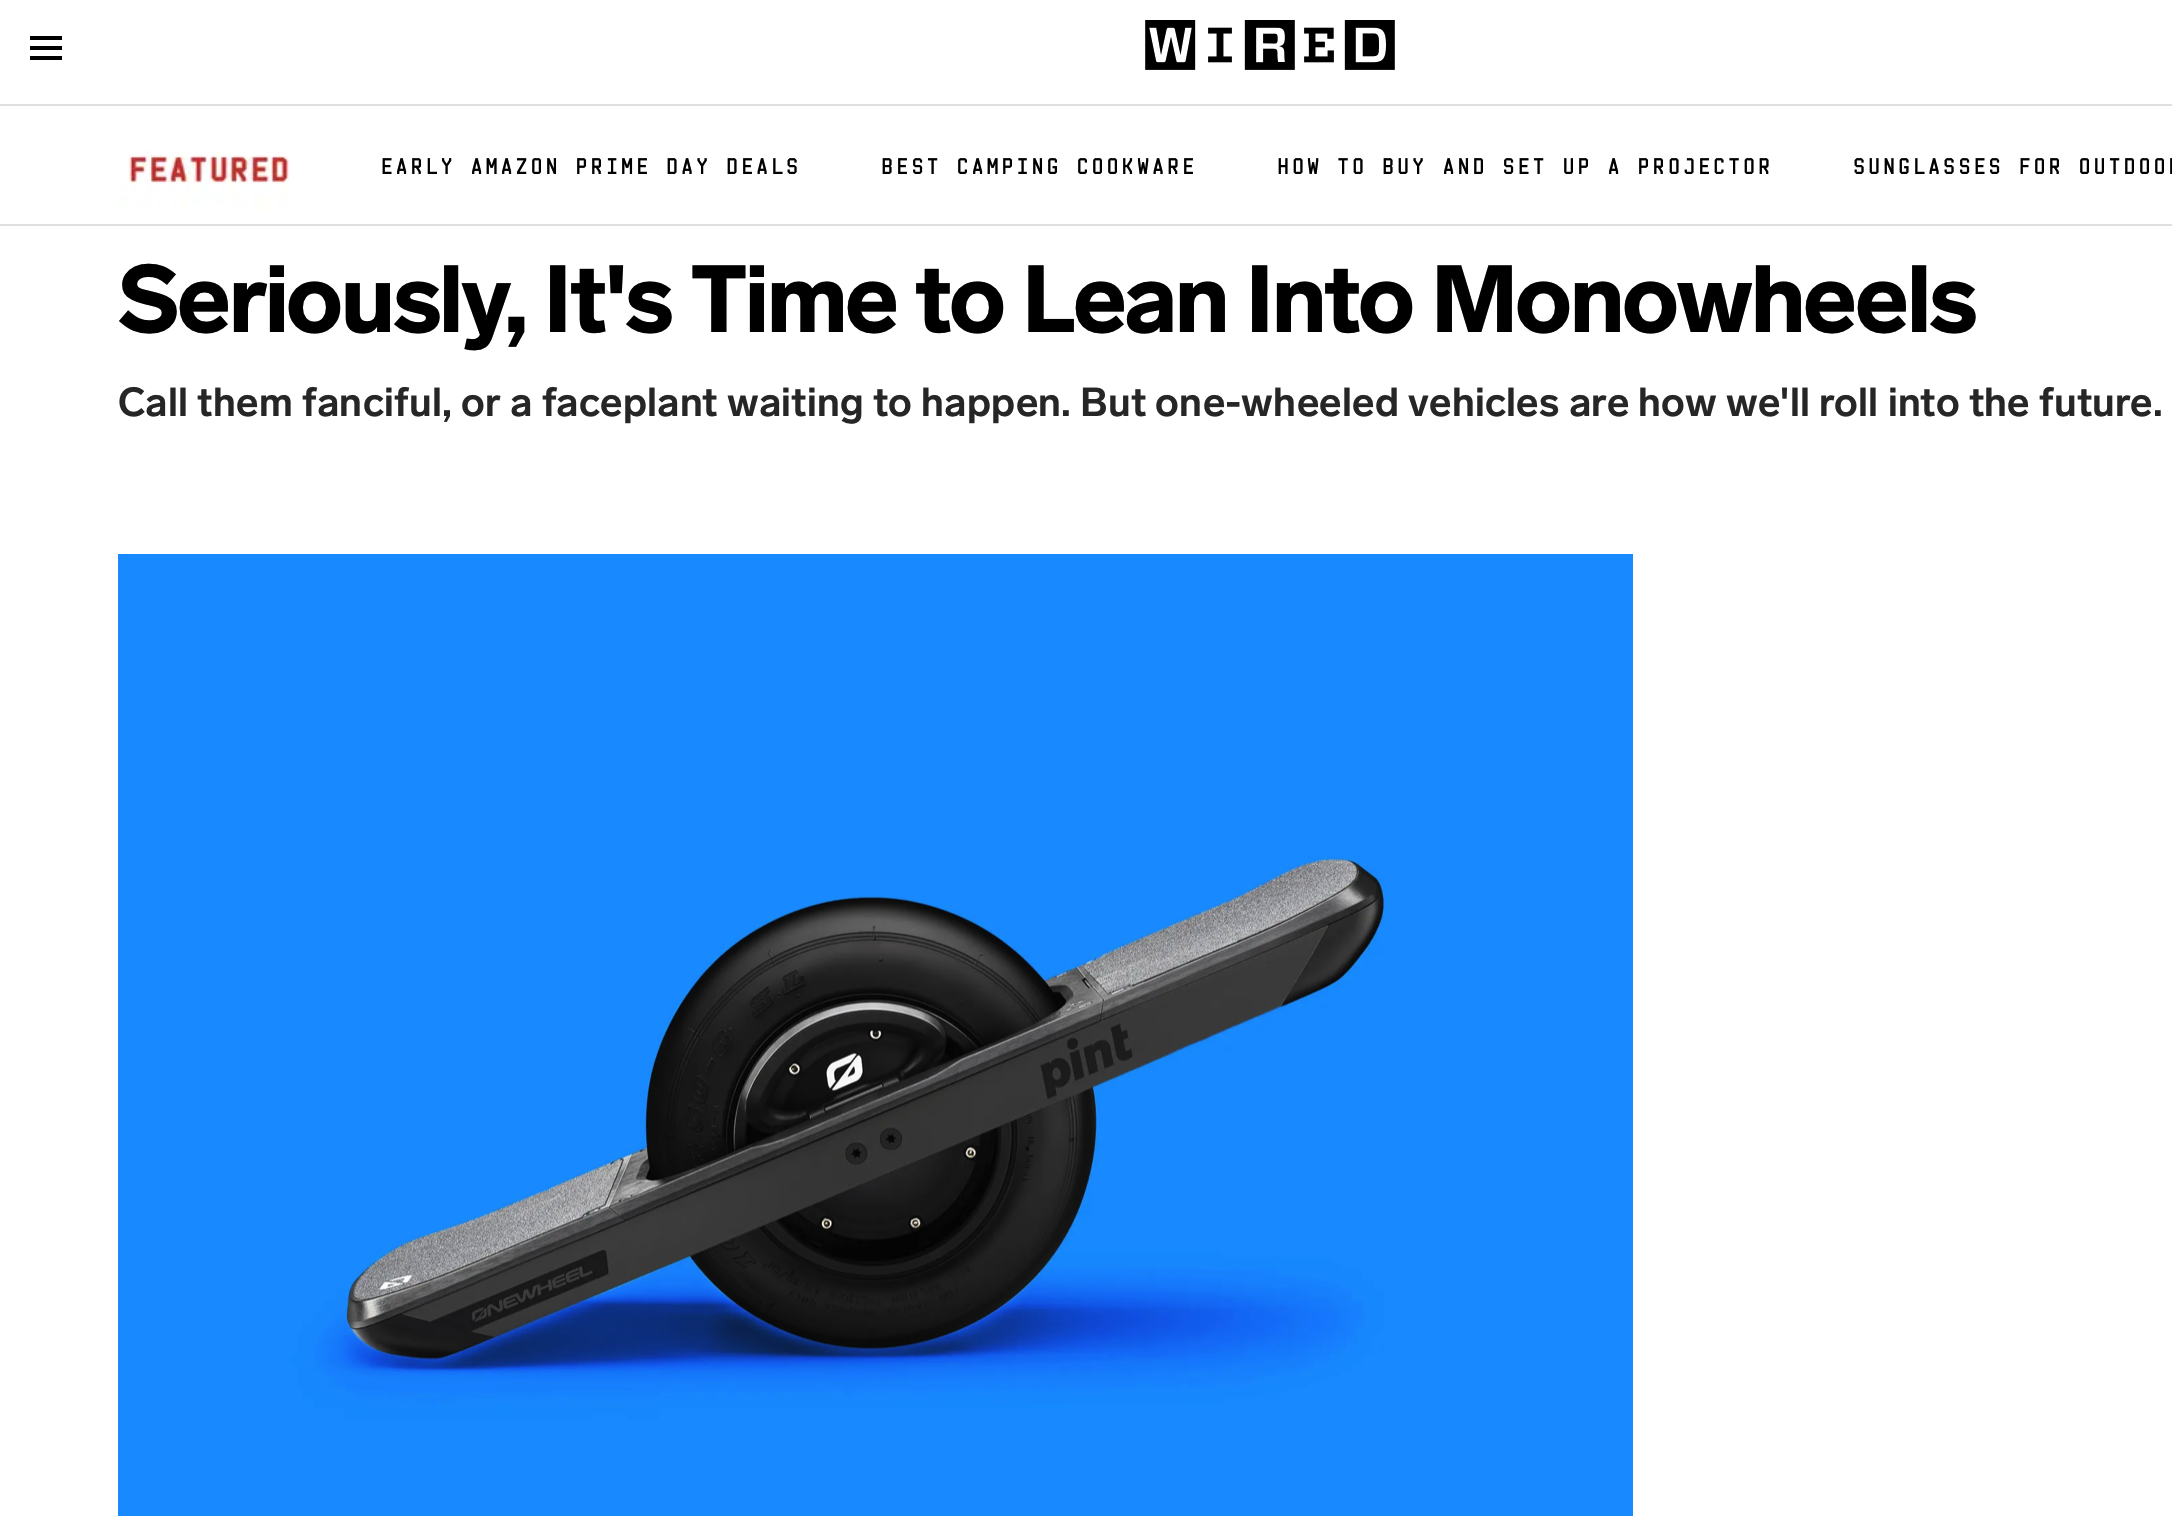 WIRED
FEATURED
EARLY AMAZON PRIME DAY DEALS
BEST CAMPING COOKWARE
HOW TO BUY AND SET UP A PROJECTOR
SUNGLASSES FOR
Seriously, It's Time to Lean Into Monowheels
Call them fanciful, or a faceplant waiting to happen. But one-wheeled vehicles are how we'll roll into the future.
pint
ONEWHEEL